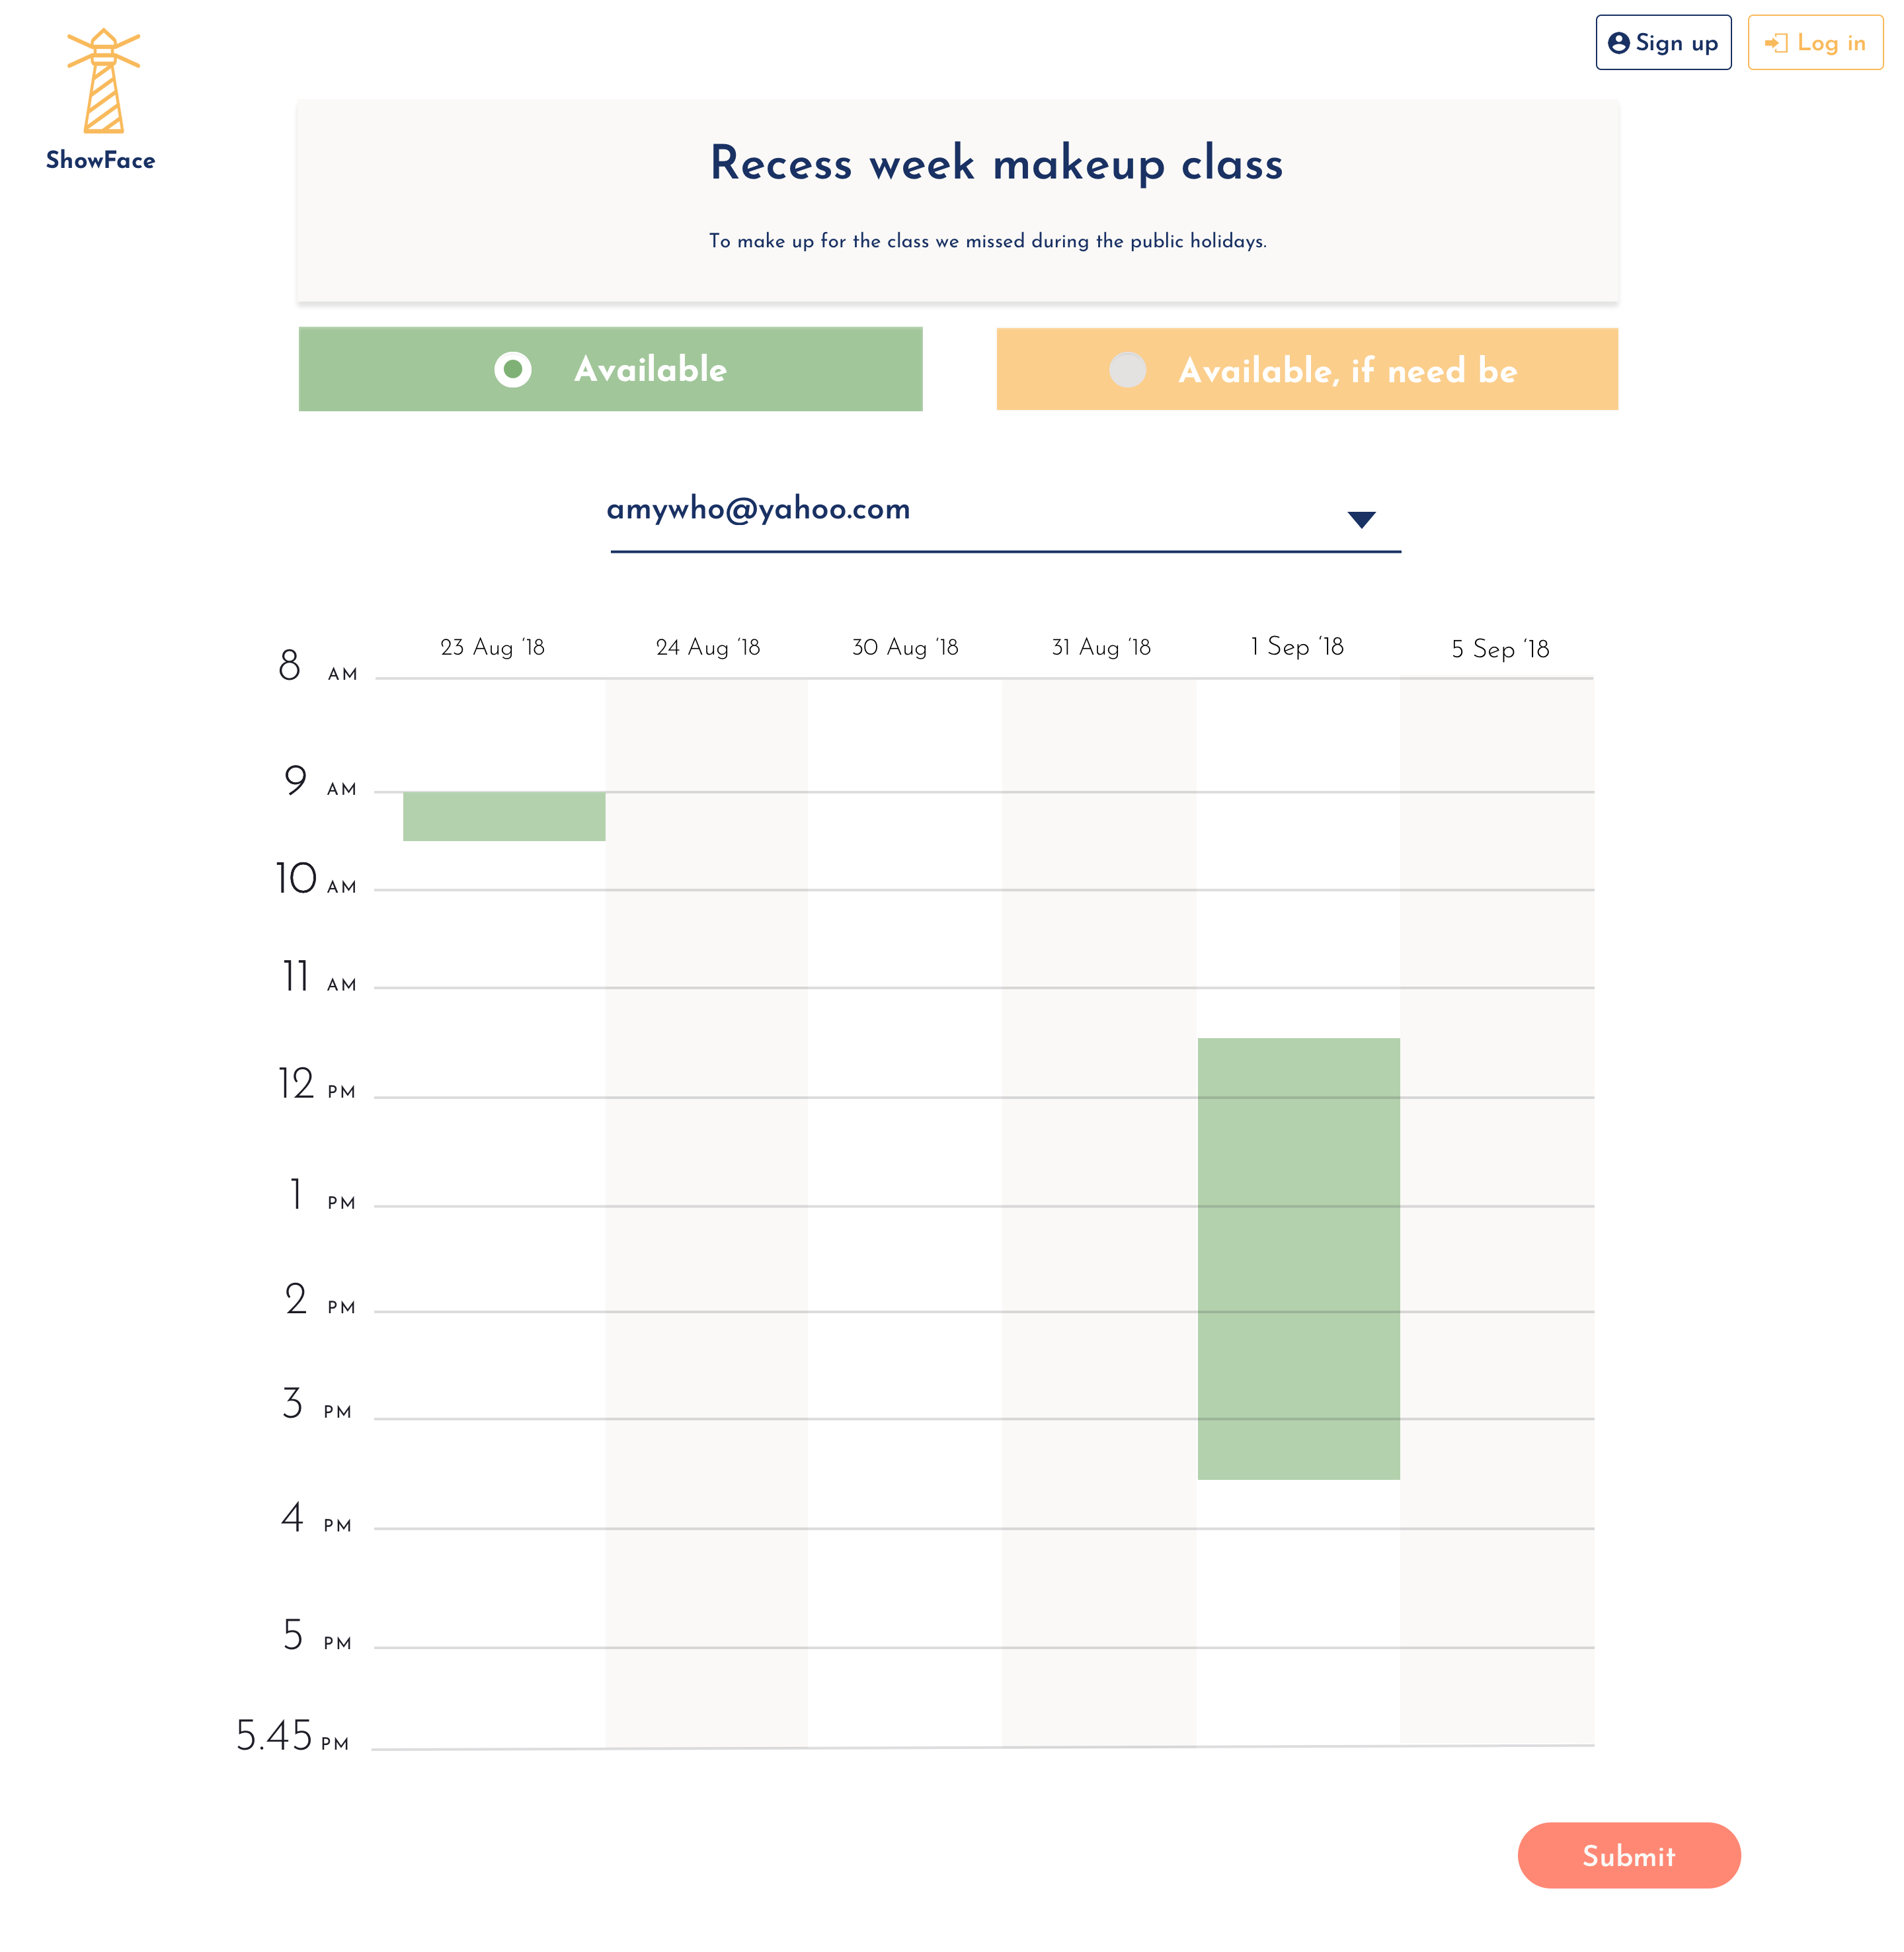 Sign up
Log in
ShowFace
Recess week makeup class
To make up for the class we missed during the public holidays.
Available
Available, if need be
amywho@yahoo.com
23 Aug ‘18
24 Aug ‘18
30 Aug ‘18
31 Aug ‘18
1 Sep ‘18
5 Sep ‘18
8 AM
9 AM
10 AM
11 AM
12 PM
1 PM
2 PM
3 PM
4 PM
5 PM
5.45 PM
Submit